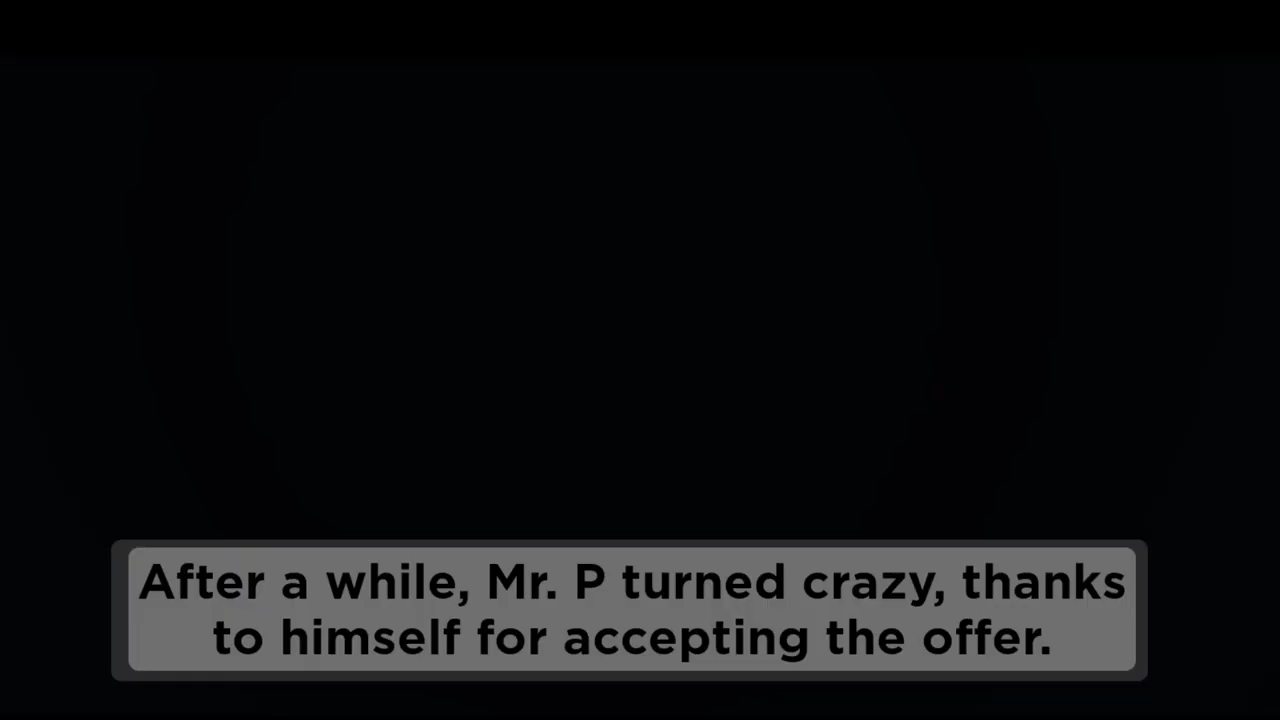 After a while, Mr. P turned crazy, thanks
to himself for accepting the offer.